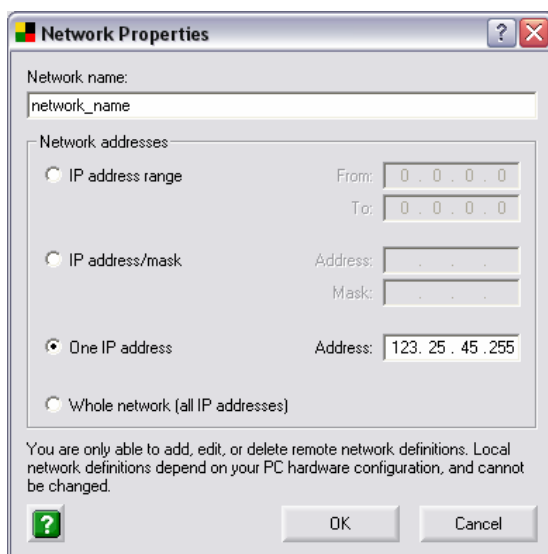 Network Properties
Network name:
network_name
Network addresses
IP address range From: 0 . 0 . 0 . 0
To: 0 . 0 . 0 . 0
IP address/mask Address: . . .
Mask: . . .
One IP address Address: 123. 25 . 45 .255
Whole network (all IP addresses)
You are only able to add, edit, or delete remote network definitions. Local
network definitions depend on your PC hardware configuration, and cannot
be changed.
? OK Cancel